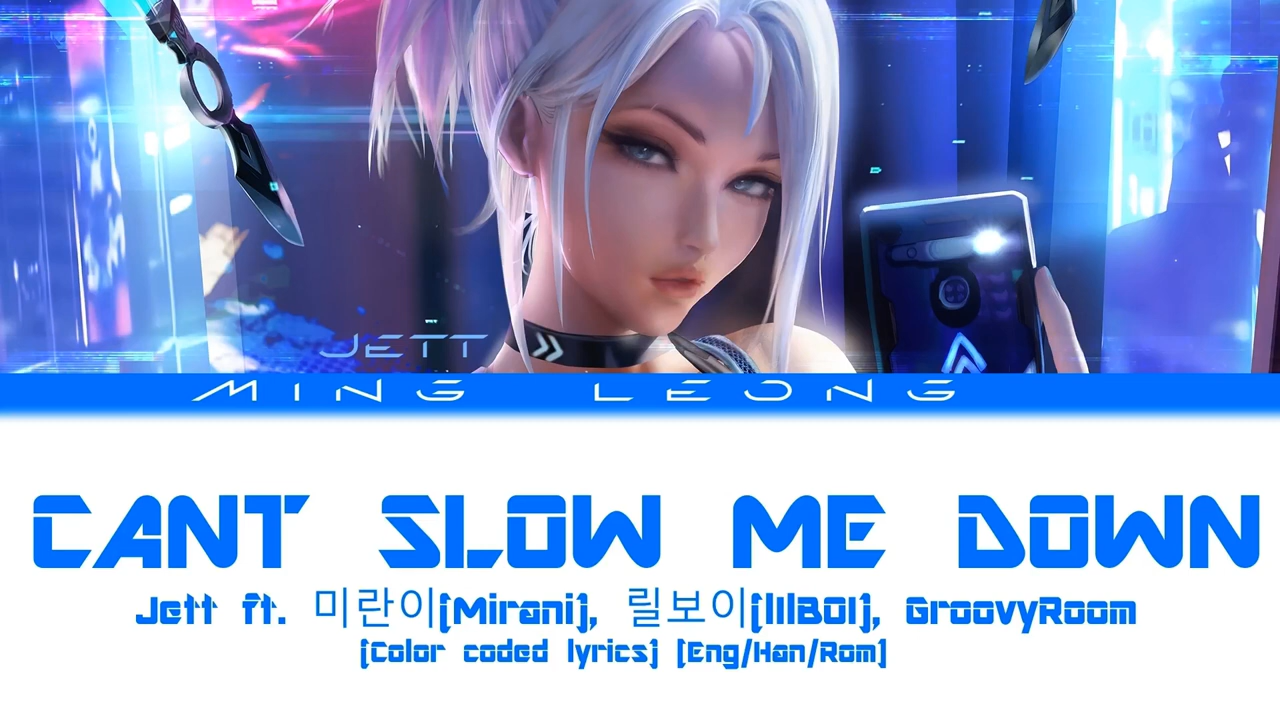 JETT
MING LEONG
CANT SLOW ME DOWN
Jett ft. 미란이[Mirani], 릴보이[lIlBOI], GroovyRoom
[Color coded lyrics] [Eng/Han/Rom]